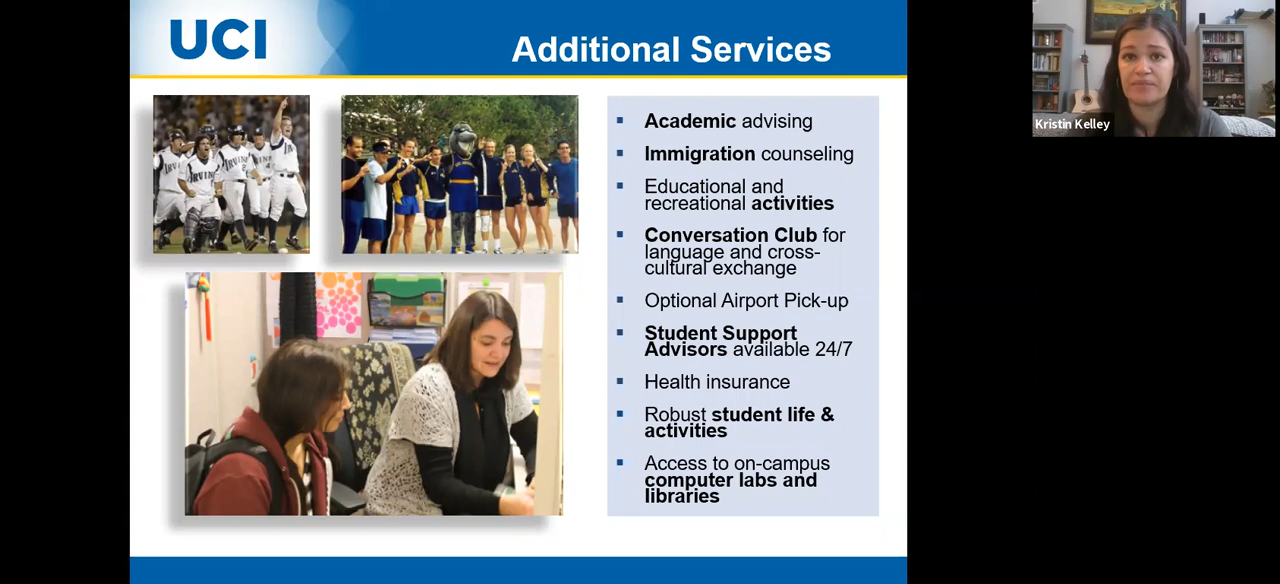 UCI
Additional Services
Academic advising
Immigration counseling
Educational and
recreational activities
Conversation Club for
language and cross-
cultural exchange
Optional Airport Pick-up
Student Support
Advisors available 24/7
Health insurance
Robust student life &
activities
Access to on-campus
computer labs and
libraries
IRVINE
Kristin Kelley